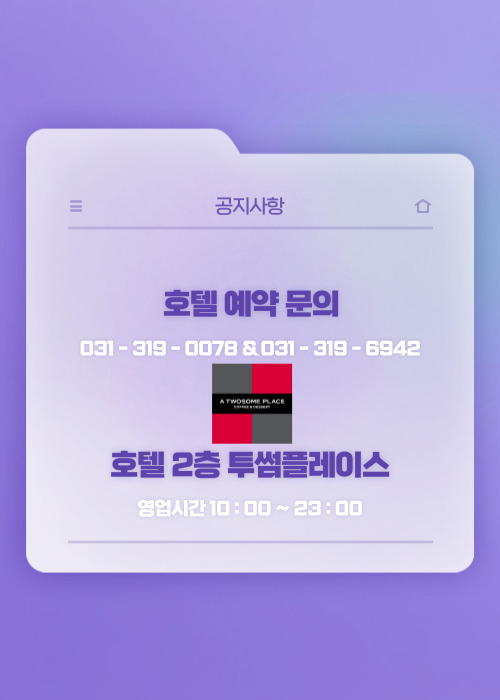 공지사항
호텔 예약 문의
031 - 319 - 0078 & 031 - 319 - 6942
A TWOSOME PLACE
COFFEE & DESSERT
호텔 2층 투썸플레이스
영업시간 10 : 00 ~ 23 : 00